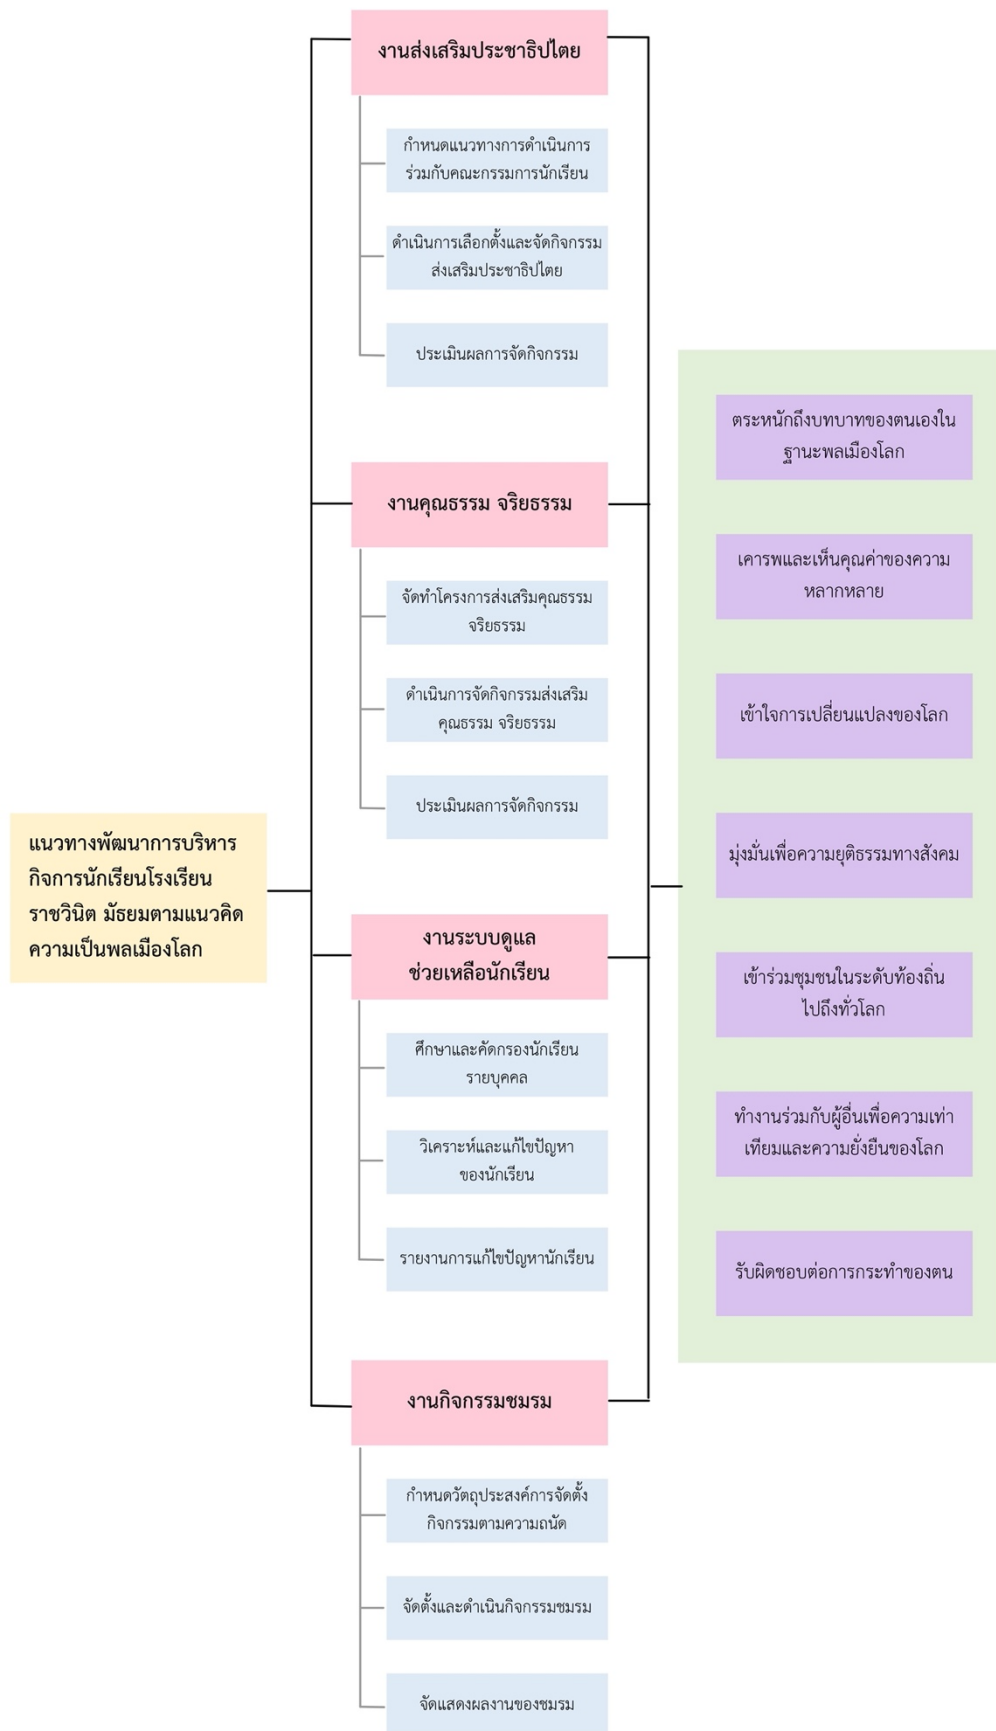 งานส่งเสริมประชาธิปไตย
กำหนดแนวทางการดำเนินการ
ร่วมกับคณะกรรมการนักเรียน
ดำเนินการเลือกตั้งและจัดกิจกรรม
ส่งเสริมประชาธิปไตย
ประเมินผลการจัดกิจกรรม
งานคุณธรรม จริยธรรม
จัดทำโครงการส่งเสริมคุณธรรม
จริยธรรม
ดำเนินการจัดกิจกรรมส่งเสริม
คุณธรรม จริยธรรม
ประเมินผลการจัดกิจกรรม
แนวทางพัฒนาการบริหาร
กิจการนักเรียนโรงเรียน
ราชวินิต มัธยมตามแนวคิด
ความเป็นพลเมืองโลก
งานระบบดูแล
ช่วยเหลือนักเรียน
ศึกษาและคัดกรองนักเรียน
รายบุคคล
วิเคราะห์และแก้ไขปัญหา
ของนักเรียน
รายงานการแก้ไขปัญหานักเรียน
งานกิจกรรมชมรม
กำหนดวัตถุประสงค์การจัดตั้ง
กิจกรรมตามความถนัด
จัดตั้งและดำเนินกิจกรรมชมรม
จัดแสดงผลงานของชมรม
ตระหนักถึงบทบาทของตนเองใน
ฐานะพลเมืองโลก
เคารพและเห็นคุณค่าของความ
หลากหลาย
เข้าใจการเปลี่ยนแปลงของโลก
มุ่งมั่นเพื่อความยุติธรรมทางสังคม
เข้าร่วมชุมชนในระดับท้องถิ่น
ไปถึงทั่วโลก
ทำงานร่วมกับผู้อื่นเพื่อความเท่า
เทียมและความยั่งยืนของโลก
รับผิดชอบต่อการกระทำของตน